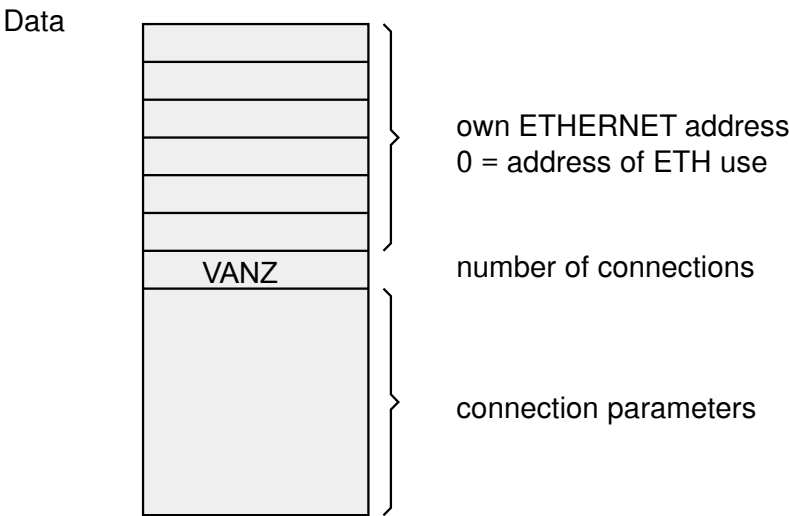 Data
own ETHERNET address
0 = address of ETH use
VANZ
number of connections
connection parameters